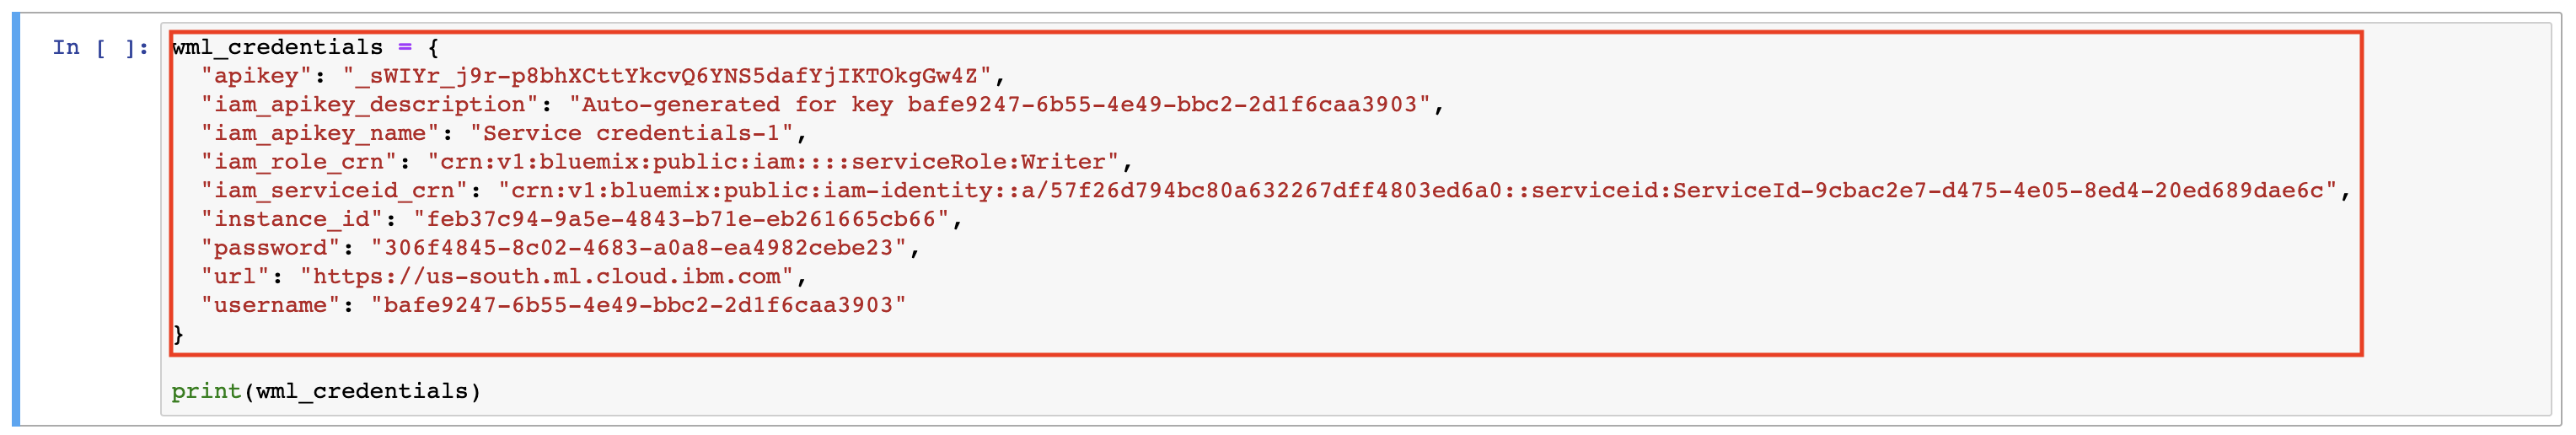 In [ ]: wml_credentials = {
"apikey": "_sWIYr_j9r-p8bhXCttYkcvQ6YNS5dafYjIKTOkgGw4Z",
"iam_apikey_description": "Auto-generated for key bafe9247-6b55-4e49-bbc2-2d1f6caa3903",
"iam_apikey_name": "Service credentials-1",
"iam_role_crn": "crn:v1:bluemix:public:iam::::serviceRole:Writer",
"iam_serviceid_crn": "crn:v1:bluemix:public:iam-identity::a/57f26d794bc80a632267dff4803ed6a0::serviceid:ServiceId-9cbac2e7-d475-4e05-8ed4-20ed689dae6c",
"instance_id": "feb37c94-9a5e-4843-b71e-eb261665cb66",
"password": "306f4845-8c02-4683-a0a8-ea4982cebe23",
"url": "https://us-south.ml.cloud.ibm.com",
"username": "bafe9247-6b55-4e49-bbc2-2d1f6caa3903"
}
print(wml_credentials)